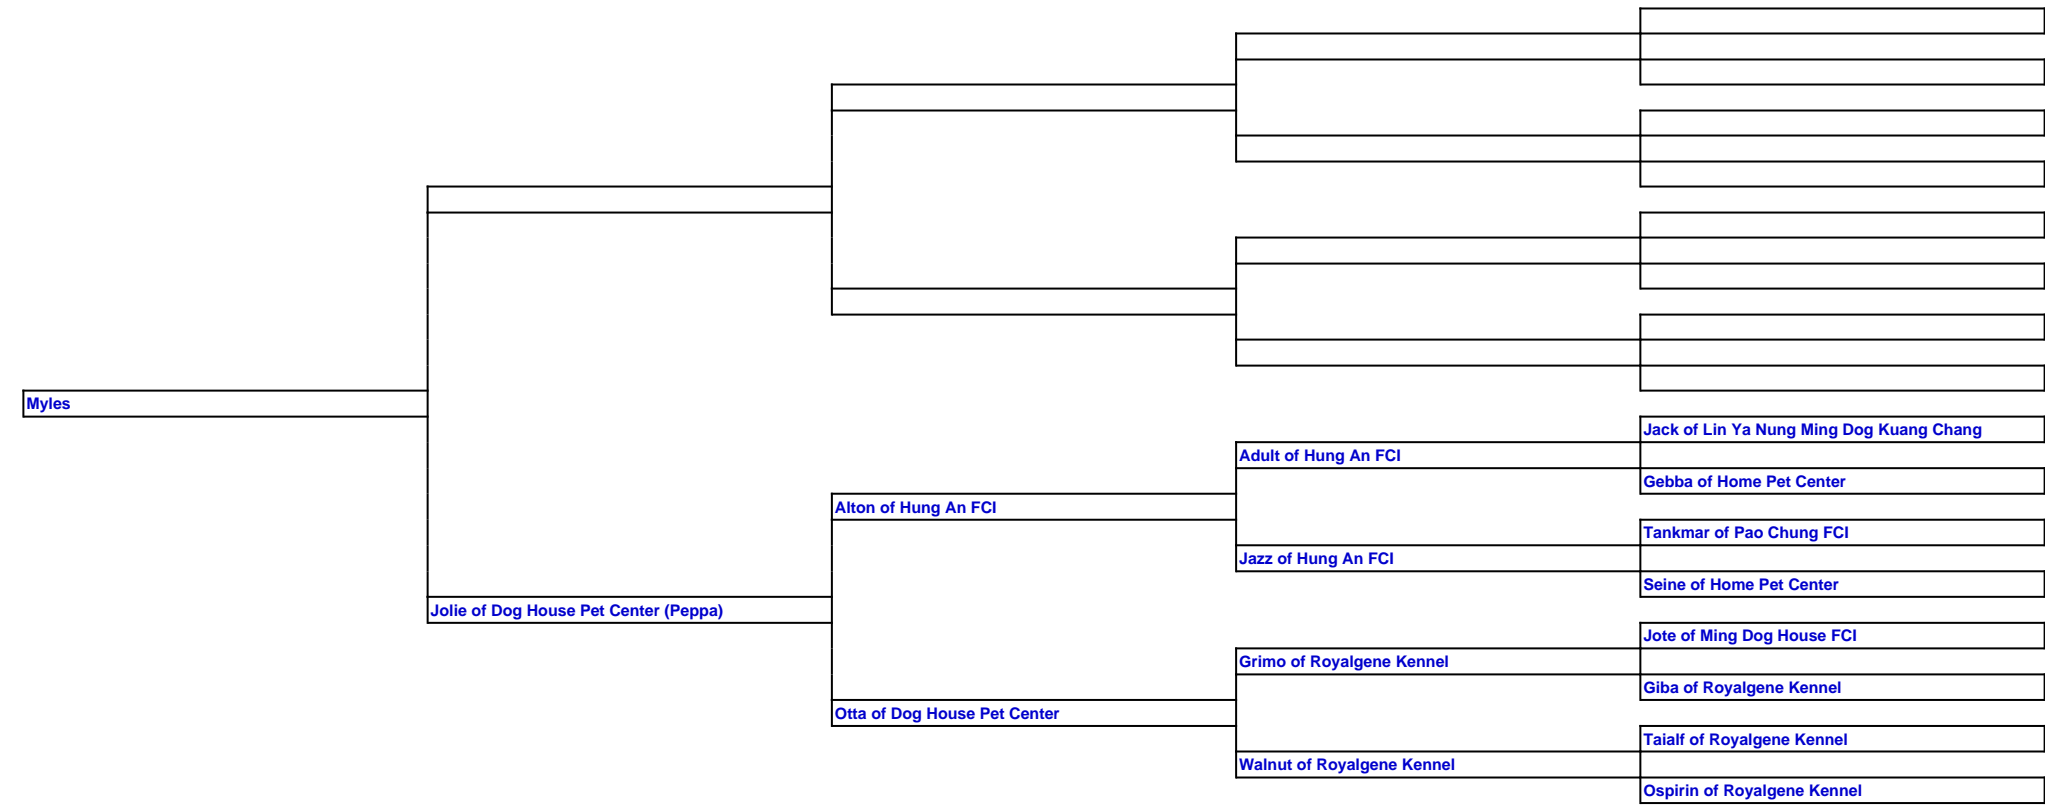 Myles
Jolie of Dog House Pet Center (Peppa)
Alton of Hung An FCI
Otta of Dog House Pet Center
Adult of Hung An FCI
Jazz of Hung An FCI
Grimo of Royalgene Kennel
Walnut of Royalgene Kennel
Jack of Lin Ya Nung Ming Dog Kuang Chang
Gebba of Home Pet Center
Tankmar of Pao Chung FCI
Seine of Home Pet Center
Jote of Ming Dog House FCI
Giba of Royalgene Kennel
Taialf of Royalgene Kennel
Ospirin of Royalgene Kennel